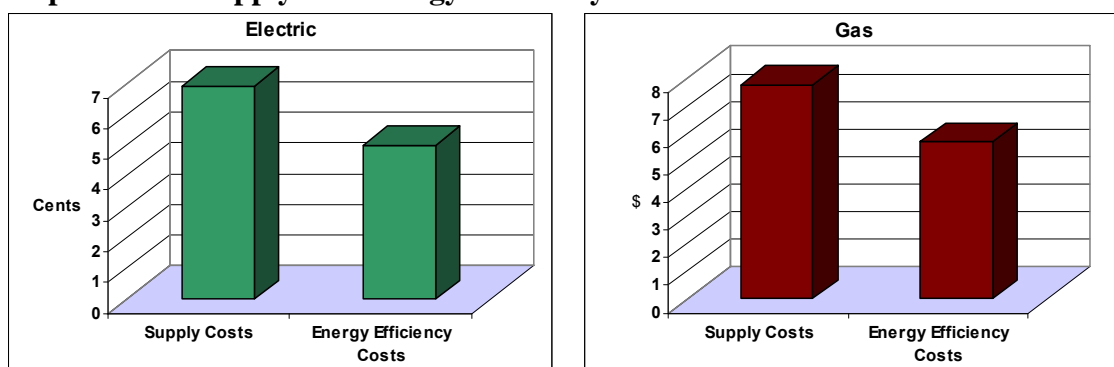 Electric
7
6
5
4
3
2
1
0
Cents
Supply Costs
Energy Efficiency
Costs
Gas
8
7
6
5
4
3
2
1
0
$
Supply Costs
Energy Efficiency
Costs